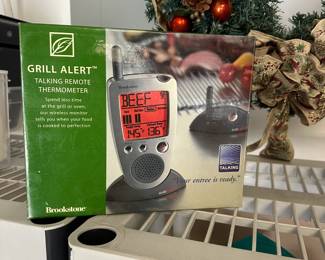 GRILL ALERT™
TALKING REMOTE
THERMOMETER
Spend less time
at the grill or oven,
our wireless monitor
tells you when your food
is cooked to perfection
Brookstone
Brookstone
BEEF
145° 136°
TALKING
"Your entree is ready."